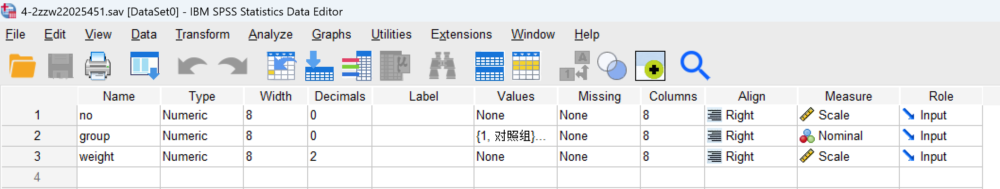 4-2zzw22025451.sav [DataSet0] - IBM SPSS Statistics Data Editor
File Edit View Data Transform Analyze Graphs Utilities Extensions Window Help
Name Type Width Decimals Label Values Missing Columns Align Measure Role
1 no Numeric 8 0 None None 8 Right Scale Input
2 group Numeric 8 0 {1, 对照组}... None 8 Right Nominal Input
3 weight Numeric 8 2 None None 8 Right Scale Input
4